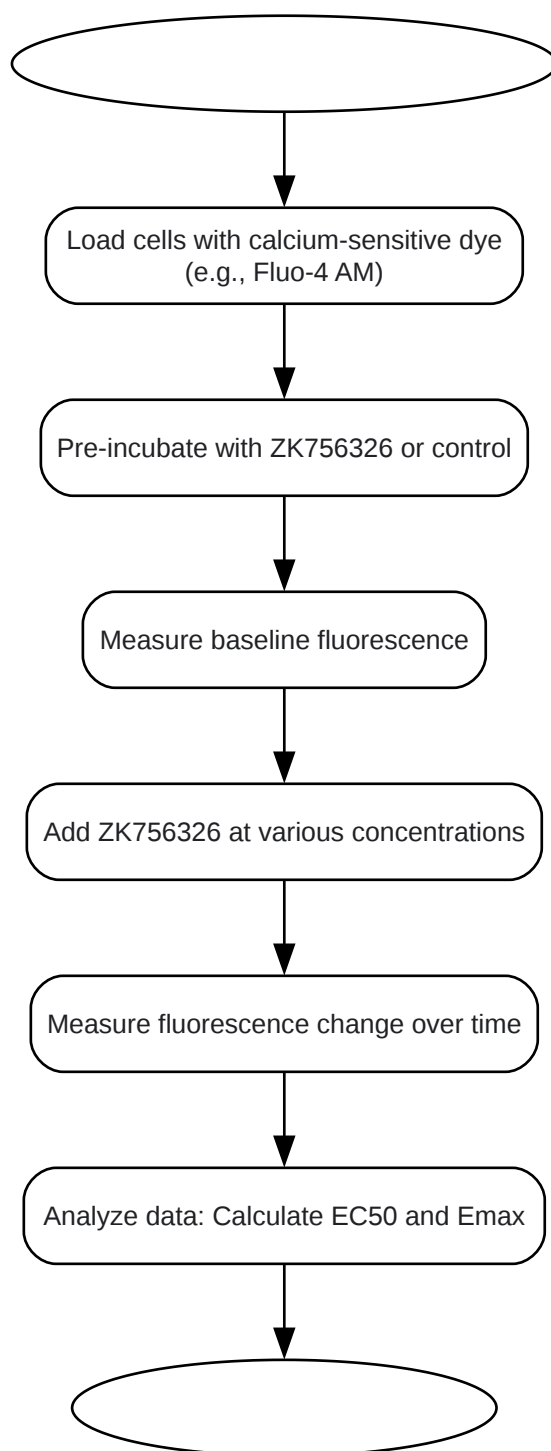 Load cells with calcium-sensitive dye
(e.g., Fluo-4 AM)
Pre-incubate with ZK756326 or control
Measure baseline fluorescence
Add ZK756326 at various concentrations
Measure fluorescence change over time
Analyze data: Calculate EC50 and Emax